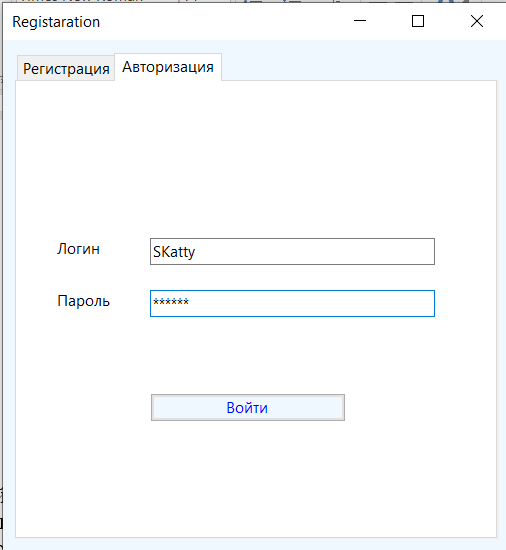 Registaration
Регистрация Авторизация
Логин SKatty
Пароль ******
Войти